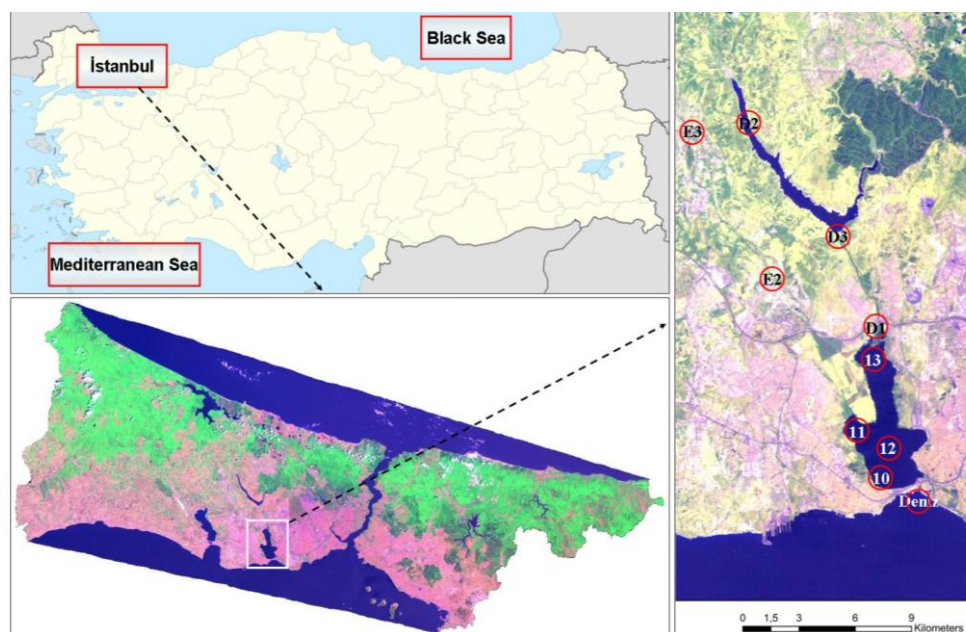 Black Sea
İstanbul
Mediterranean Sea
D2
E3
D3
E2
D1
13
11
12
10
Deniz
0 1,5 3 6 9
Kilometers